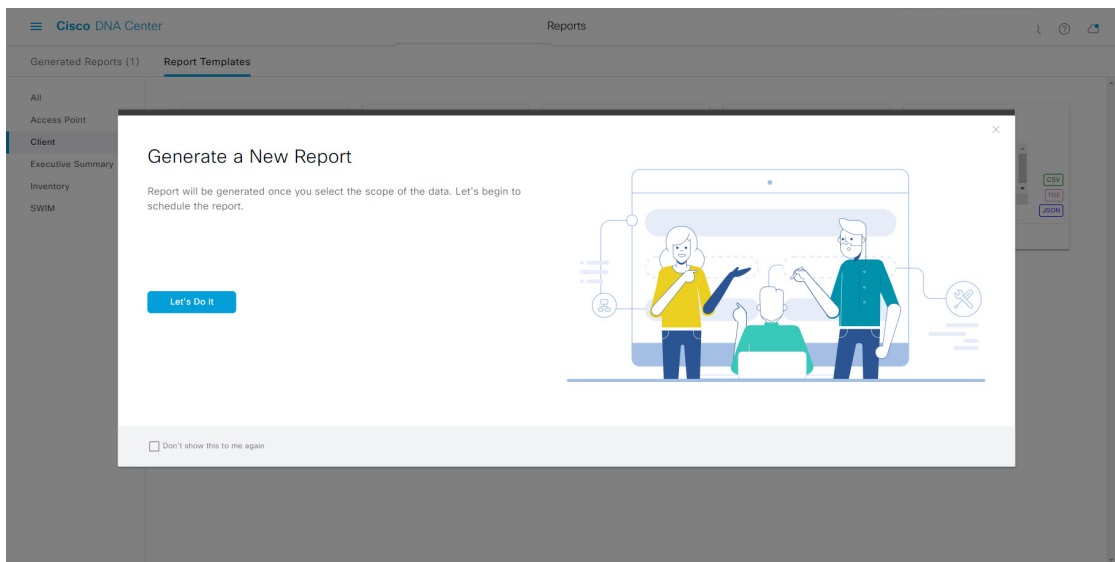 Cisco DNA Center
Reports
Generated Reports (1)
Report Templates
All
Access Point
Client
Executive Summary
Inventory
SWIM
Generate a New Report
Report will be generated once you select the scope of the data. Let's begin to
schedule the report.
Let's Do it
Don't show this to me again
CSV
TDE
JSON